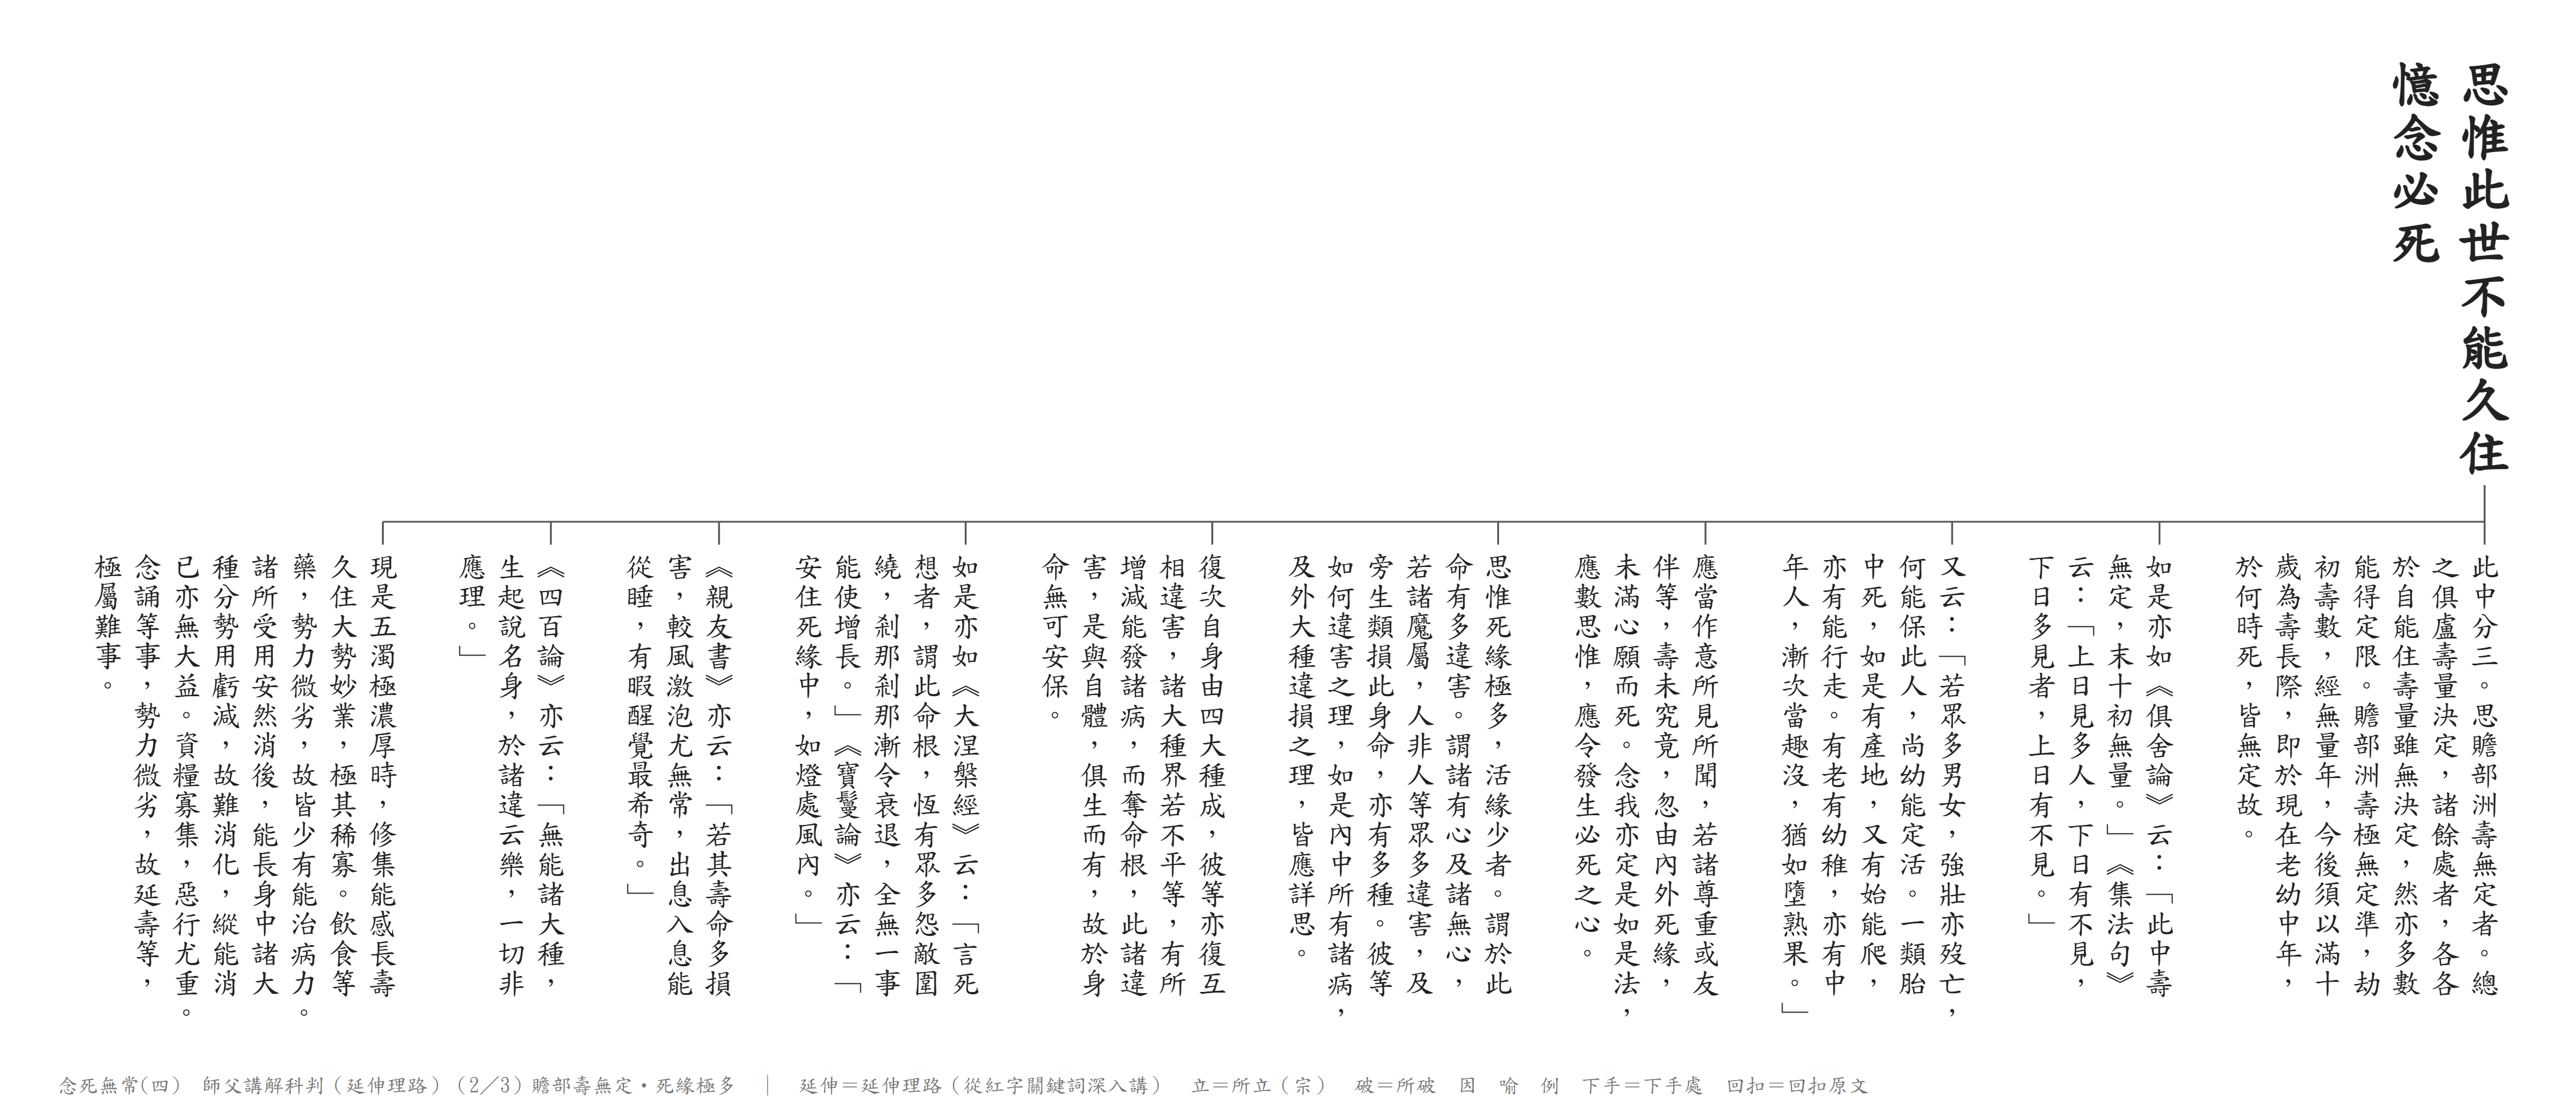 思惟此世不能久住
憶念必死
此中分三。思贍部洲壽無定者。總
之俱盧壽量決定，諸餘處者，各各
於自能住壽量雖無決定，然亦多數
能得定限。贍部洲壽極無定準，劫
初壽數，經無量年，今後須以滿十
歲為壽長際，即於現在老幼中年，
於何時死，皆無定故。
如是亦如《俱舍論》云：「此中壽
無定，末十初無量。」《集法句》
云：「上日見多人，下日有不見，
下日多見者，上日有不見。」
又云：「若眾多男女，強壯亦歿亡，
何能保此人，尚幼能定活。一類胎
中死，如是有產地，又有始能爬，
亦有能行走。有老有幼稚，亦有中
年人，漸次當趣沒，猶如墮熟果。」
應當作意所見所聞，若諸尊重或友
伴等，壽未究竟，忽由內外死緣，
未滿心願而死。念我亦定是如是法，
應數思惟，應令發生必死之心。
思惟死緣極多，活緣少者。謂於此
命有多違害。謂諸有心及諸無心，
若諸魔屬，人非人等眾多違害，及
旁生類損此身命，亦有多種。彼等
如何違害之理，如是內中所有諸病，
及外大種違損之理，皆應詳思。
復次自身由四大種成，彼等亦復互
相違害，諸大種界若不平等，有所
增減能發諸病，而奪命根，此諸違
害，是與自體，俱生而有，故於身
命無可安保。
如是亦如《大涅槃經》云：「言死
想者，謂此命根，恆有眾多怨敵圍
繞，剎那剎那漸令衰退，全無一事
能使增長。」《寶鬘論》亦云：「
安住死緣中，如燈處風內。」
《親友書》亦云：「若其壽命多損
害，較風激泡尤無常，出息入息能
從睡，有暇醒覺最希奇。」
《四百論》亦云：「無能諸大種，
生起說名身，於諸違云樂，一切非
應理。」
現是五濁極濃厚時，修集能感長壽
久住大勢妙業，極其稀寡。飲食等
藥，勢力微劣，故皆少有能治病力。
諸所受用安然消後，能長身中諸大
種分勢用虧減，故難消化，縱能消
已亦無大益。資糧寡集，惡行尤重。
念誦等事，勢力微劣，故延壽等，
極屬難事。
念死無常(四)　師父講解科判（延伸理路）（2／3）贍部壽無定・死緣極多　｜　延伸＝延伸理路（從紅字關鍵詞深入講）　立＝所立（宗）　破＝所破　因　喻　例　下手＝下手處　回扣＝回扣原文